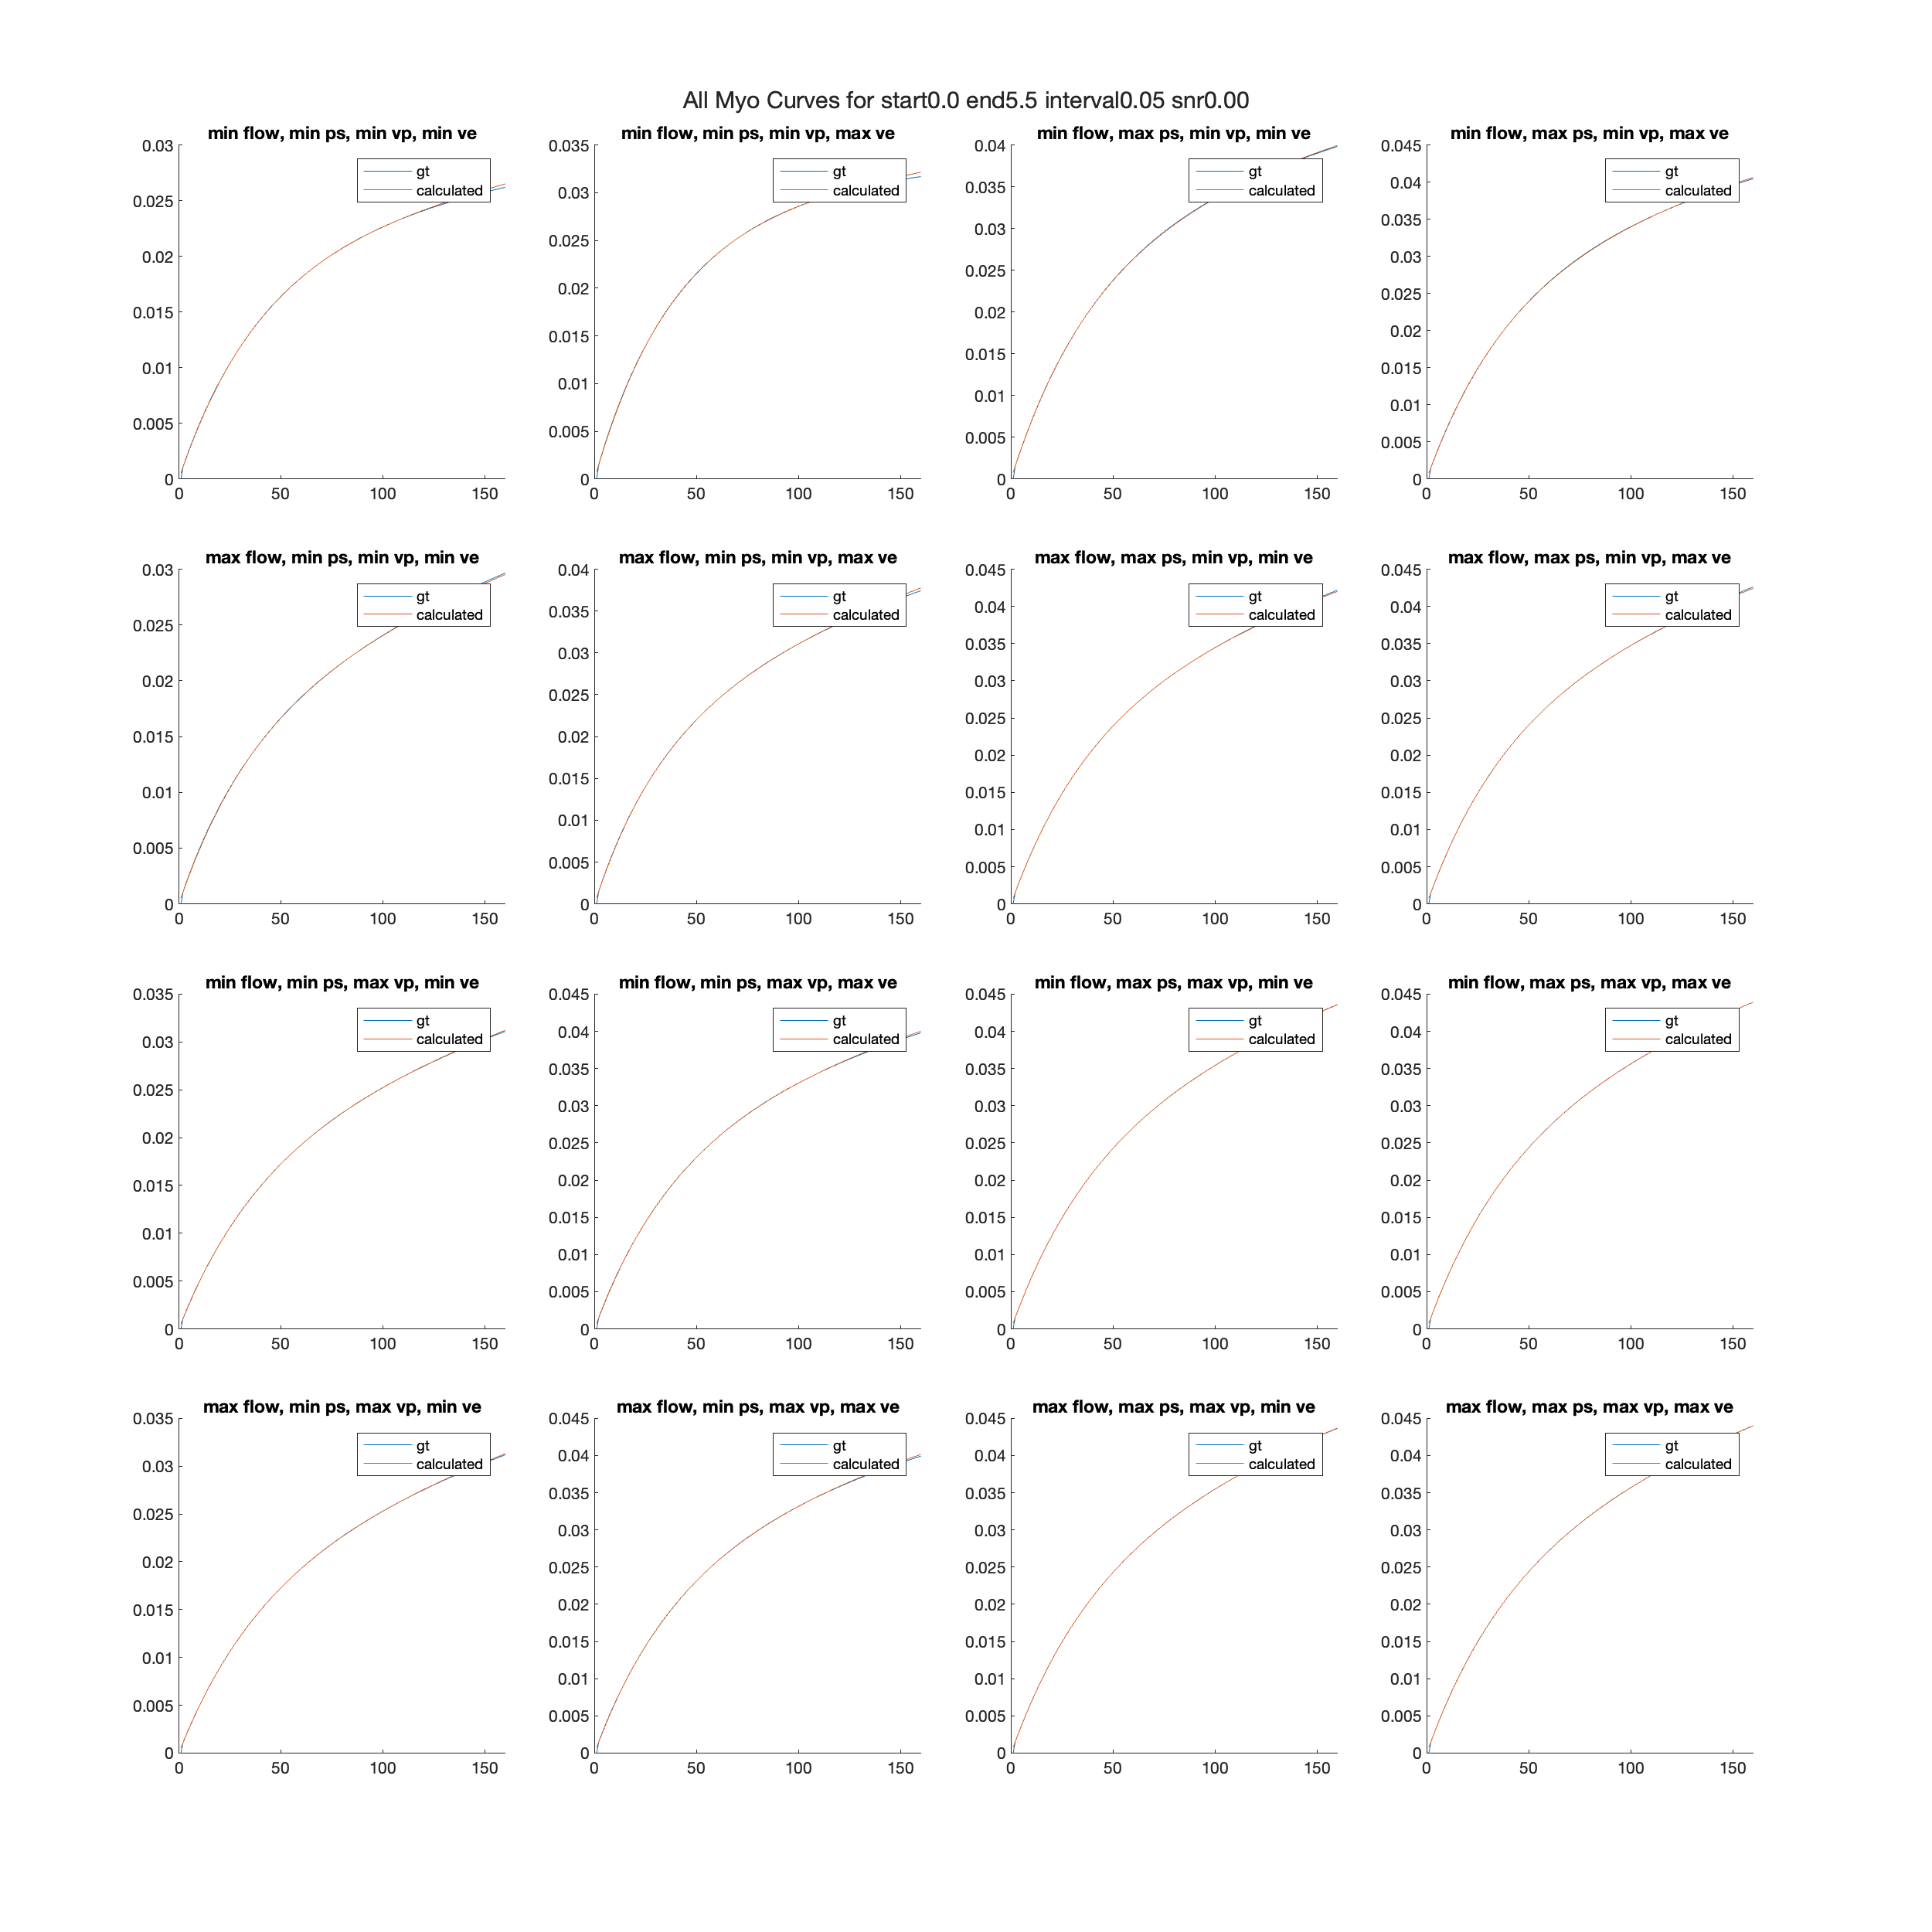 All Myo Curves for start0.0 end5.5 interval0.05 snr0.00
min flow, min ps, min vp, min ve
0.03
0.025
0.02
0.015
0.01
0.005
0
0 50 100 150
gt
calculated
min flow, min ps, min vp, max ve
0.035
0.03
0.025
0.02
0.015
0.01
0.005
0
0 50 100 150
gt
calculated
min flow, max ps, min vp, min ve
0.04
0.035
0.03
0.025
0.02
0.015
0.01
0.005
0
0 50 100 150
gt
calculated
min flow, max ps, min vp, max ve
0.045
0.04
0.035
0.03
0.025
0.02
0.015
0.01
0.005
0
0 50 100 150
gt
calculated
max flow, min ps, min vp, min ve
0.03
0.025
0.02
0.015
0.01
0.005
0
0 50 100 150
gt
calculated
max flow, min ps, min vp, max ve
0.04
0.035
0.03
0.025
0.02
0.015
0.01
0.005
0
0 50 100 150
gt
calculated
max flow, max ps, min vp, min ve
0.045
0.04
0.035
0.03
0.025
0.02
0.015
0.01
0.005
0
0 50 100 150
gt
calculated
max flow, max ps, min vp, max ve
0.045
0.04
0.035
0.03
0.025
0.02
0.015
0.01
0.005
0
0 50 100 150
gt
calculated
min flow, min ps, max vp, min ve
0.035
0.03
0.025
0.02
0.015
0.01
0.005
0
0 50 100 150
gt
calculated
min flow, min ps, max vp, max ve
0.045
0.04
0.035
0.03
0.025
0.02
0.015
0.01
0.005
0
0 50 100 150
gt
calculated
min flow, max ps, max vp, min ve
0.045
0.04
0.035
0.03
0.025
0.02
0.015
0.01
0.005
0
0 50 100 150
gt
calculated
min flow, max ps, max vp, max ve
0.045
0.04
0.035
0.03
0.025
0.02
0.015
0.01
0.005
0
0 50 100 150
gt
calculated
max flow, min ps, max vp, min ve
0.035
0.03
0.025
0.02
0.015
0.01
0.005
0
0 50 100 150
gt
calculated
max flow, min ps, max vp, max ve
0.045
0.04
0.035
0.03
0.025
0.02
0.015
0.01
0.005
0
0 50 100 150
gt
calculated
max flow, max ps, max vp, min ve
0.045
0.04
0.035
0.03
0.025
0.02
0.015
0.01
0.005
0
0 50 100 150
gt
calculated
max flow, max ps, max vp, max ve
0.045
0.04
0.035
0.03
0.025
0.02
0.015
0.01
0.005
0
0 50 100 150
gt
calculated